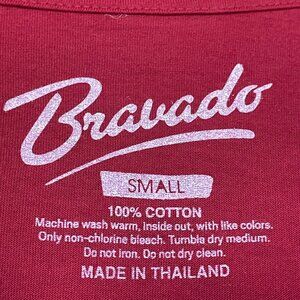 Bravado
SMALL
100% COTTON
Machine wash warm, inside out, with like colors.
Only non-chlorine bleach. Tumble dry medium.
Do not iron. Do not dry clean.
MADE IN THAILAND